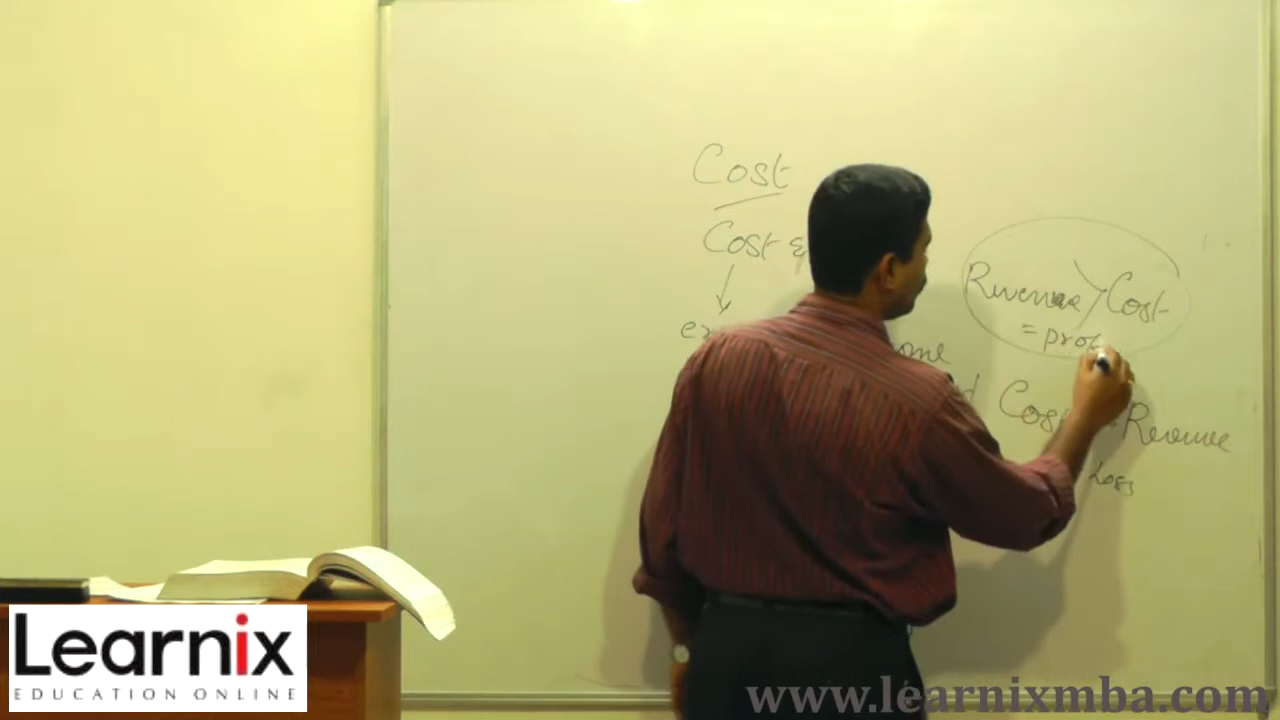 Cost
Cost &
Revenue > Cost
= prof
Cost Revenue
Loss
Learnix
EDUCATION ONLINE
www.learnixmba.com